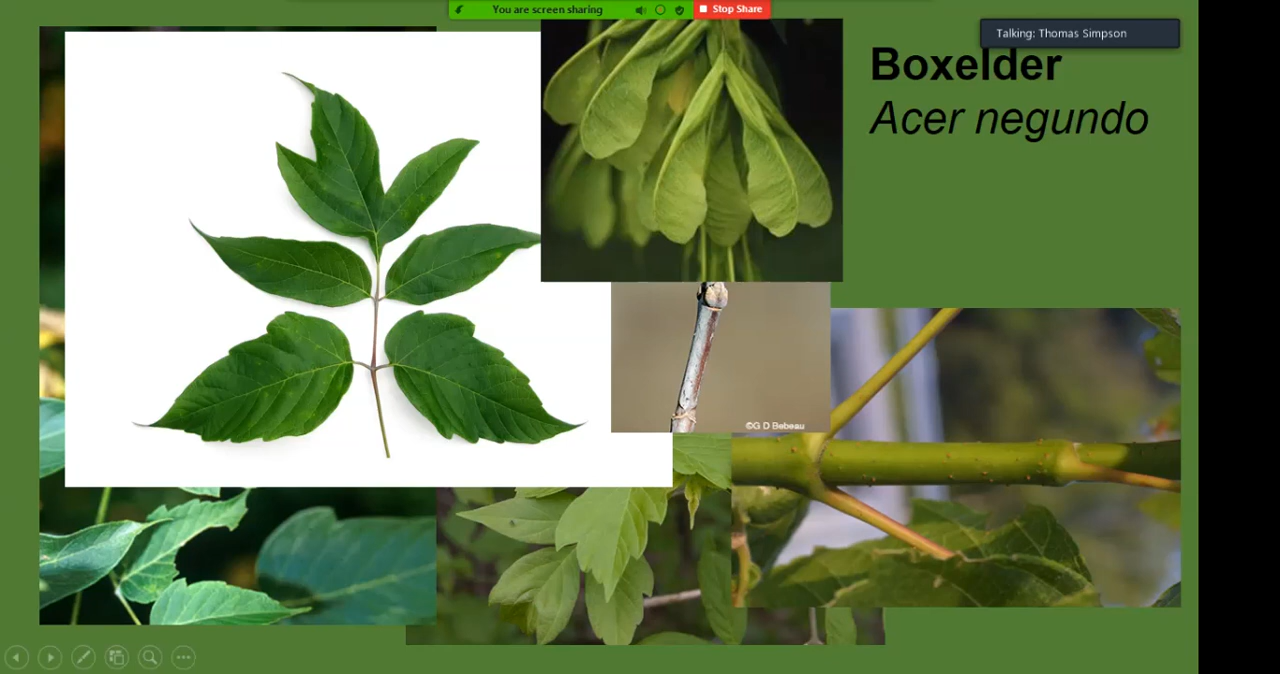 You are screen sharing
Stop Share
Talking: Thomas Simpson
Boxelder
Acer negundo
©G D Bebeau